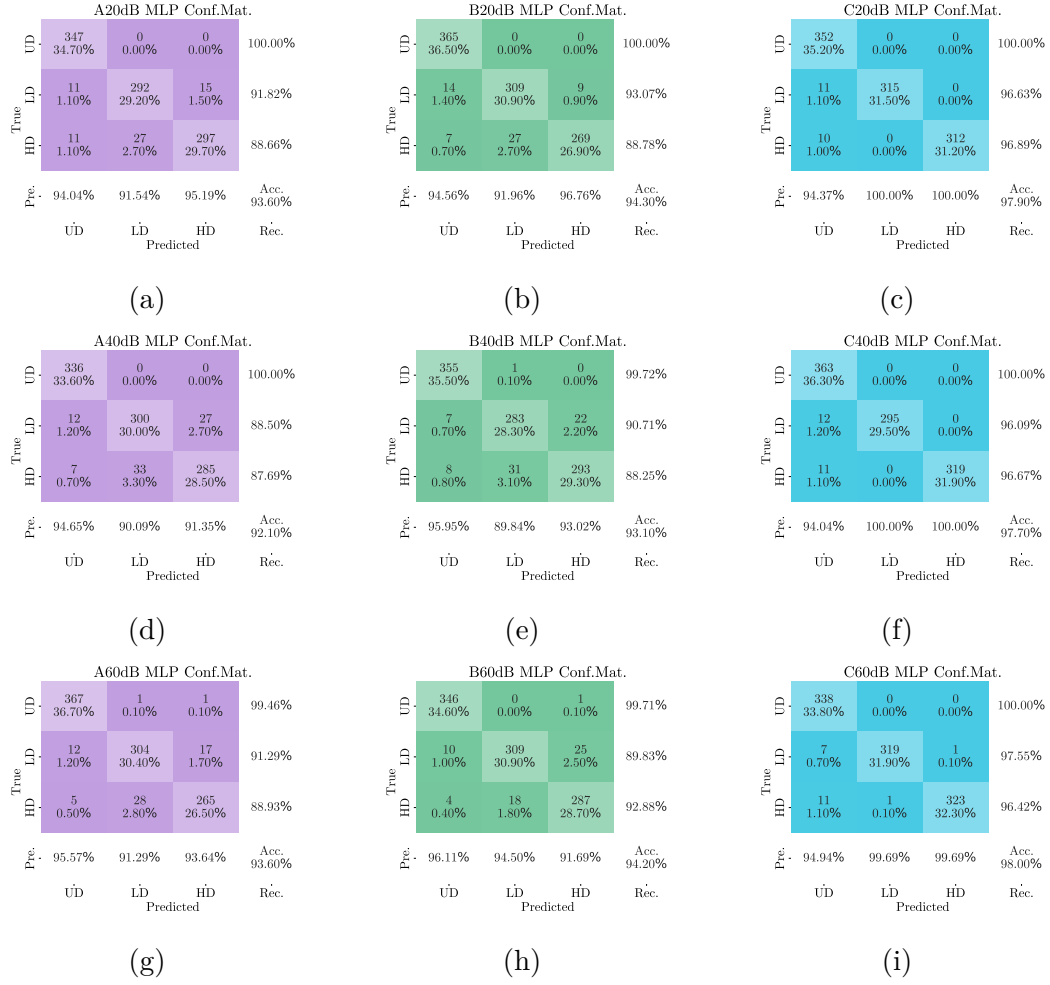 A20dB MLP Conf.Mat.
True
UD
347 0 0
34.70% 0.00% 0.00%
100.00%
LD
11 292 15
1.10% 29.20% 1.50%
91.82%
HD
11 27 297
1.10% 2.70% 29.70%
88.66%
Pre.
94.04% 91.54% 95.19%
Acc.
93.60%
UD LD HD Rec.
Predicted
(a)
B20dB MLP Conf.Mat.
365 0 0
36.50% 0.00% 0.00%
100.00%
True
UD
LD
14 309 9
1.40% 30.90% 0.90%
93.07%
HD
7 27 269
0.70% 2.70% 26.90%
88.78%
Pre.
94.56% 91.96% 96.76%
Acc.
94.30%
UD LD HD Rec.
Predicted
(b)
C20dB MLP Conf.Mat.
True
UD
352 0 0
35.20% 0.00% 0.00%
100.00%
LD
11 315 0
1.10% 31.50% 0.00%
96.63%
HD
10 0 312
1.00% 0.00% 31.20%
96.89%
Pre.
94.37% 100.00% 100.00%
Acc.
97.90%
UD LD HD Rec.
Predicted
(c)
A40dB MLP Conf.Mat.
True
UD
336 0 0
33.60% 0.00% 0.00%
100.00%
LD
12 300 27
1.20% 30.00% 2.70%
88.50%
HD
7 33 285
0.70% 3.30% 28.50%
87.69%
Pre.
94.65% 90.09% 91.35%
Acc.
92.10%
UD LD HD Rec.
Predicted
(d)
B40dB MLP Conf.Mat.
True
UD
355 1 0
35.50% 0.10% 0.00%
99.72%
LD
7 283 22
0.70% 28.30% 2.20%
90.71%
HD
8 31 293
0.80% 3.10% 29.30%
88.25%
Pre.
95.95% 89.84% 93.02%
Acc.
93.10%
UD LD HD Rec.
Predicted
(e)
C40dB MLP Conf.Mat.
True
UD
363 0 0
36.30% 0.00% 0.00%
100.00%
LD
12 295 0
1.20% 29.50% 0.00%
96.09%
HD
11 0 319
1.10% 0.00% 31.90%
96.67%
Pre.
94.04% 100.00% 100.00%
Acc.
97.70%
UD LD HD Rec.
Predicted
(f)
A60dB MLP Conf.Mat.
True
UD
367 1 1
36.70% 0.10% 0.10%
99.46%
LD
12 304 17
1.20% 30.40% 1.70%
91.29%
HD
5 28 265
0.50% 2.80% 26.50%
88.93%
Pre.
95.57% 91.29% 93.64%
Acc.
93.60%
UD LD HD Rec.
Predicted
(g)
B60dB MLP Conf.Mat.
True
UD
346 0 1
34.60% 0.00% 0.10%
99.71%
LD
10 309 25
1.00% 30.90% 2.50%
89.83%
HD
4 18 287
0.40% 1.80% 28.70%
92.88%
Pre.
96.11% 94.50% 91.69%
Acc.
94.20%
UD LD HD Rec.
Predicted
(h)
C60dB MLP Conf.Mat.
True
UD
338 0 0
33.80% 0.00% 0.00%
100.00%
LD
7 319 1
0.70% 31.90% 0.10%
97.55%
HD
11 1 323
1.10% 0.10% 32.30%
96.42%
Pre.
94.94% 99.69% 99.69%
Acc.
98.00%
UD LD HD Rec.
Predicted
(i)